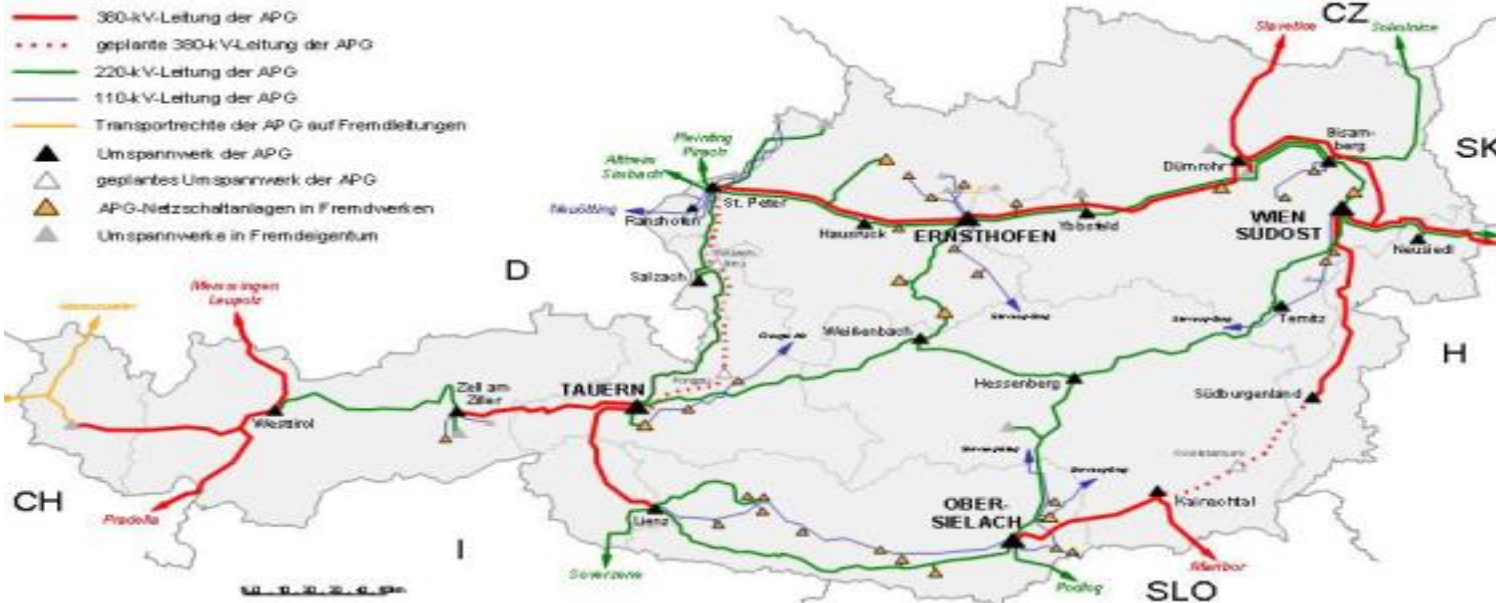 380-kV-Leitung der APG
geplante 380-kV-Leitung der APG
220-kV-Leitung der APG
110-kV-Leitung der APG
Transportrechte der APG auf Fremdleitungen
Umspannwerk der APG
geplantes Umspannwerk der APG
APG-Netzschaltanlagen in Fremdwerken
Umspannwerke in Fremdeigentum
CZ
Slavetice
Sokolnice
Pleinting
Pirach
Altheim
Simbach
Bisam-
berg
SK
Dürnrohr
St. Peter
Neuötting
Ranshofen
Hausruck
ERNSTHOFEN
Ybbsfeld
WIEN
SÜDOST
Neusiedl
D
Salzach
Memmingen
Leupolz
Weißenbach
Ternitz
H
TAUERN
Zell am
Ziller
Hessenberg
Südburgenland
Westtirol
CH
Pradella
OBER-
SIELACH
Kainachtal
Lienz
I
Soverzene
Podlog
Maribor
SLO